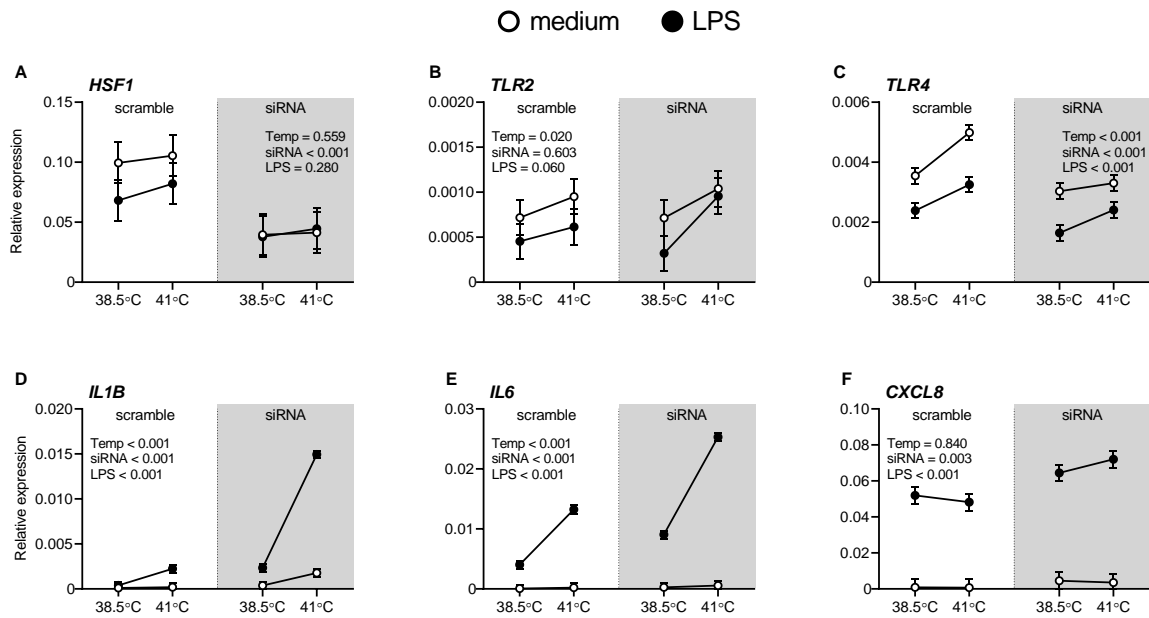 medium LPS
A HSF1
scramble siRNA
Relative expression
0.15
0.10
0.05
0
Temp = 0.559
siRNA < 0.001
LPS = 0.280
38.5°C 41°C 38.5°C 41°C
B TLR2
scramble siRNA
0.0020
0.0015
0.0010
0.0005
0
Temp = 0.020
siRNA = 0.603
LPS = 0.060
38.5°C 41°C 38.5°C 41°C
C TLR4
scramble siRNA
0.006
0.004
0.002
0
Temp < 0.001
siRNA < 0.001
LPS < 0.001
38.5°C 41°C 38.5°C 41°C
D IL1B
scramble siRNA
Relative expression
0.020
0.015
0.010
0.005
0
Temp < 0.001
siRNA < 0.001
LPS < 0.001
38.5°C 41°C 38.5°C 41°C
E IL6
scramble siRNA
0.03
0.02
0.01
0
Temp < 0.001
siRNA < 0.001
LPS < 0.001
38.5°C 41°C 38.5°C 41°C
F CXCL8
scramble siRNA
0.10
0.08
0.06
0.04
0.02
0
Temp = 0.840
siRNA = 0.003
LPS < 0.001
38.5°C 41°C 38.5°C 41°C